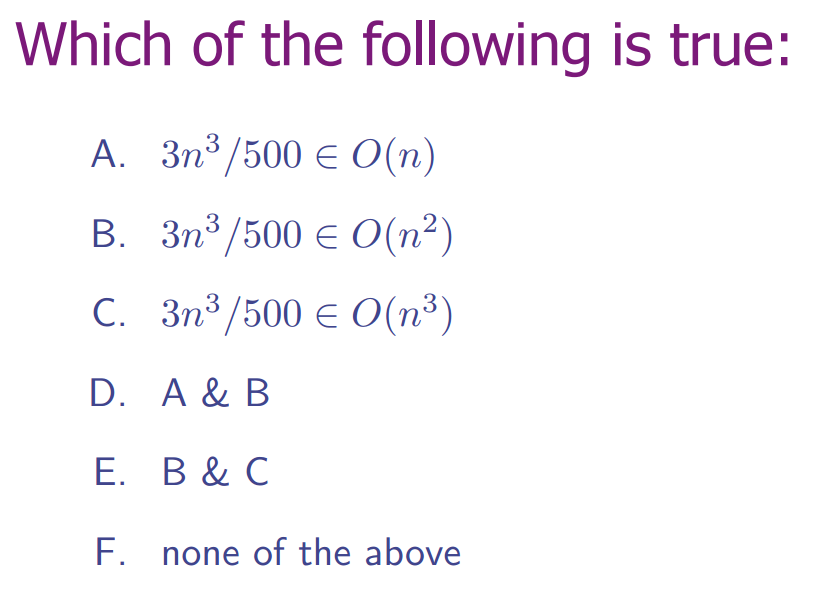 Which of the following is true:
A. 3n³/500 ∈ O(n)
B. 3n³/500 ∈ O(n²)
C. 3n³/500 ∈ O(n³)
D. A & B
E. B & C
F. none of the above